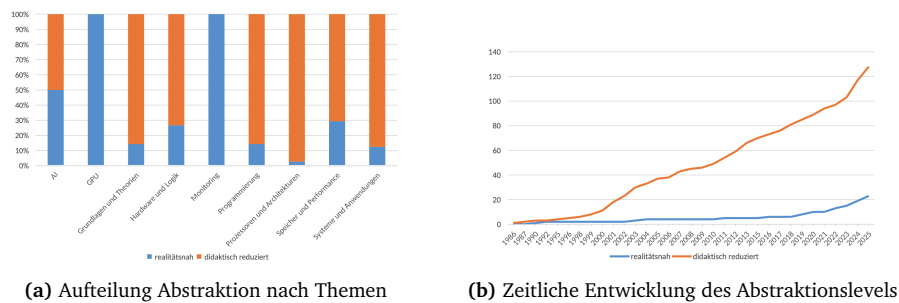 100%
90%
80%
70%
60%
50%
40%
30%
20%
10%
0%
AI
GPU
Grundlagen und Theorien
Hardware und Logik
Monitoring
Programmierung
Prozessoren und Architekturen
Speicher und Performance
Systeme und Anwendungen
realitätsnah didaktisch reduziert
(a) Aufteilung Abstraktion nach Themen
140
120
100
80
60
40
20
0
1986 1987 1990 1992 1995 1996 1998 1999 2000 2001 2002 2003 2004 2006 2007 2009 2010 2011 2012 2013 2015 2016 2017 2018 2019 2020 2021 2022 2023 2024 2025
realitätsnah didaktisch reduziert
(b) Zeitliche Entwicklung des Abstraktionslevels